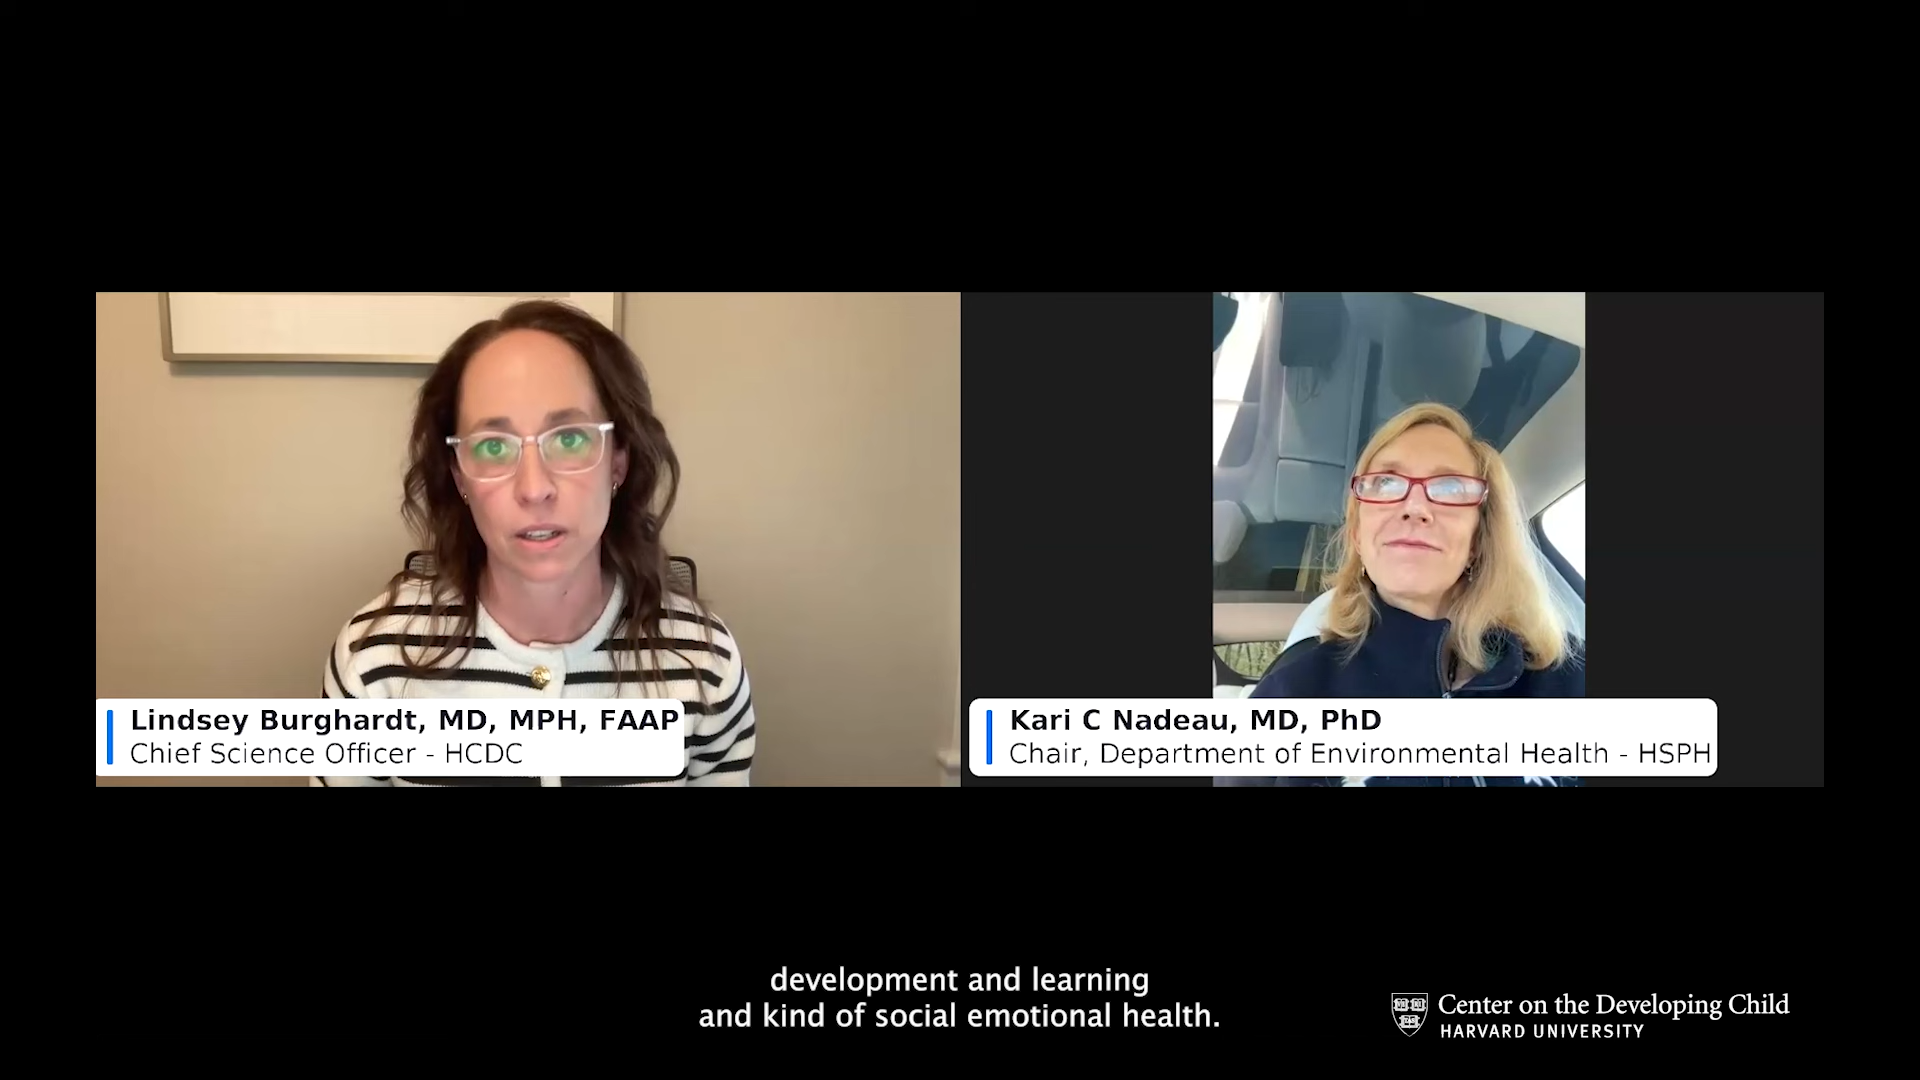 Lindsey Burghardt, MD, MPH, FAAP
Chief Science Officer - HCDC
Kari C Nadeau, MD, PhD
Chair, Department of Environmental Health - HSPH
development and learning
and kind of social emotional health.
Center on the Developing Child
HARVARD UNIVERSITY